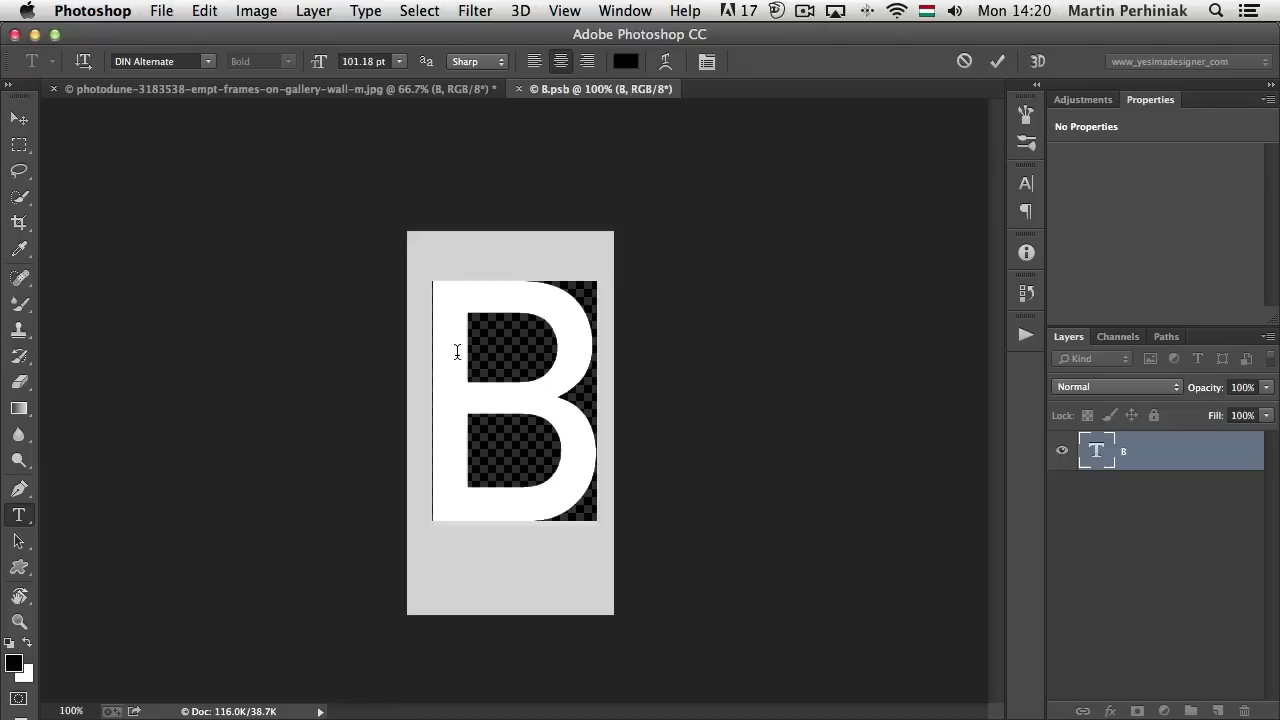 Photoshop File Edit Image Layer Type Select Filter 3D View Window Help 17 Mon 14:20 Martin Perhiniak
Adobe Photoshop CC
T DIN Alternate Bold 101.18 pt Sharp 3D www_yesimadesigner_com
× © photodune-3183538-empt-frames-on-gallery-wall-m.jpg @ 66.7% (B, RGB/8*) * × © B.psb @ 100% (B, RGB/8*)
Adjustments Properties
No Properties
B
Layers Channels Paths
Kind
Normal Opacity: 100%
Lock: Fill: 100%
T B
100% © Doc: 116.0K/38.7K